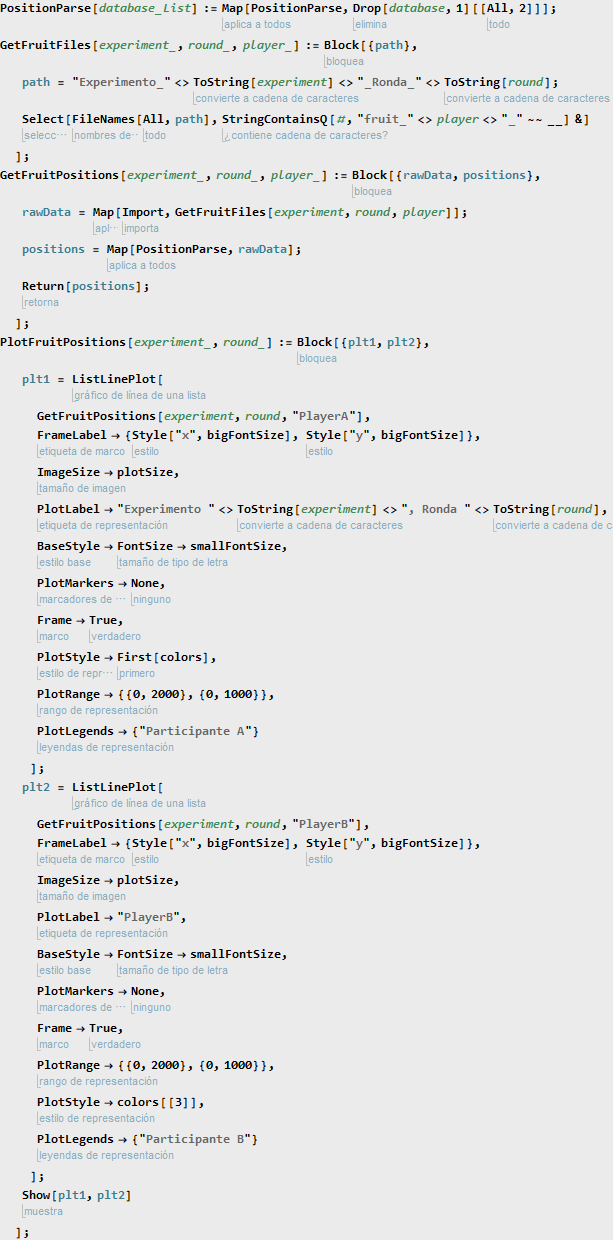 PositionParse[database_List] := Map[PositionParse, Drop[database, 1][[All, 2]]];
aplica a todos elimina todo
GetFruitFiles[experiment_, round_, player_] := Block[{path},
bloquea
path = "Experimento_" <> ToString[experiment] <> "_Ronda_" <> ToString[round];
convierte a cadena de caracteres convierte a cadena de caracteres
Select[FileNames[All, path], StringContainsQ[#, "fruit_" <> player <> "_" ~~ __] &]
selecc⋯ nombres de⋯ todo ¿contiene cadena de caracteres?
];
GetFruitPositions[experiment_, round_, player_] := Block[{rawData, positions},
bloquea
rawData = Map[Import, GetFruitFiles[experiment, round, player]];
apl⋯ importa
positions = Map[PositionParse, rawData];
aplica a todos
Return[positions];
retorna
];
PlotFruitPositions[experiment_, round_] := Block[{plt1, plt2},
bloquea
plt1 = ListLinePlot[
gráfico de línea de una lista
GetFruitPositions[experiment, round, "PlayerA"],
FrameLabel → {Style["x", bigFontSize], Style["y", bigFontSize]},
etiqueta de marco estilo estilo
ImageSize → plotSize,
tamaño de imagen
PlotLabel → "Experimento " <> ToString[experiment] <> ", Ronda " <> ToString[round],
etiqueta de representación convierte a cadena de caracteres convierte a cadena de c
BaseStyle → FontSize → smallFontSize,
estilo base tamaño de tipo de letra
PlotMarkers → None,
marcadores de ⋯ ninguno
Frame → True,
marco verdadero
PlotStyle → First[colors],
estilo de repr⋯ primero
PlotRange → {{0, 2000}, {0, 1000}},
rango de representación
PlotLegends → {"Participante A"}
leyendas de representación
];
plt2 = ListLinePlot[
gráfico de línea de una lista
GetFruitPositions[experiment, round, "PlayerB"],
FrameLabel → {Style["x", bigFontSize], Style["y", bigFontSize]},
etiqueta de marco estilo estilo
ImageSize → plotSize,
tamaño de imagen
PlotLabel → "PlayerB",
etiqueta de representación
BaseStyle → FontSize → smallFontSize,
estilo base tamaño de tipo de letra
PlotMarkers → None,
marcadores de ⋯ ninguno
Frame → True,
marco verdadero
PlotRange → {{0, 2000}, {0, 1000}},
rango de representación
PlotStyle → colors[[3]],
estilo de representación
PlotLegends → {"Participante B"}
leyendas de representación
];
Show[plt1, plt2]
muestra
];